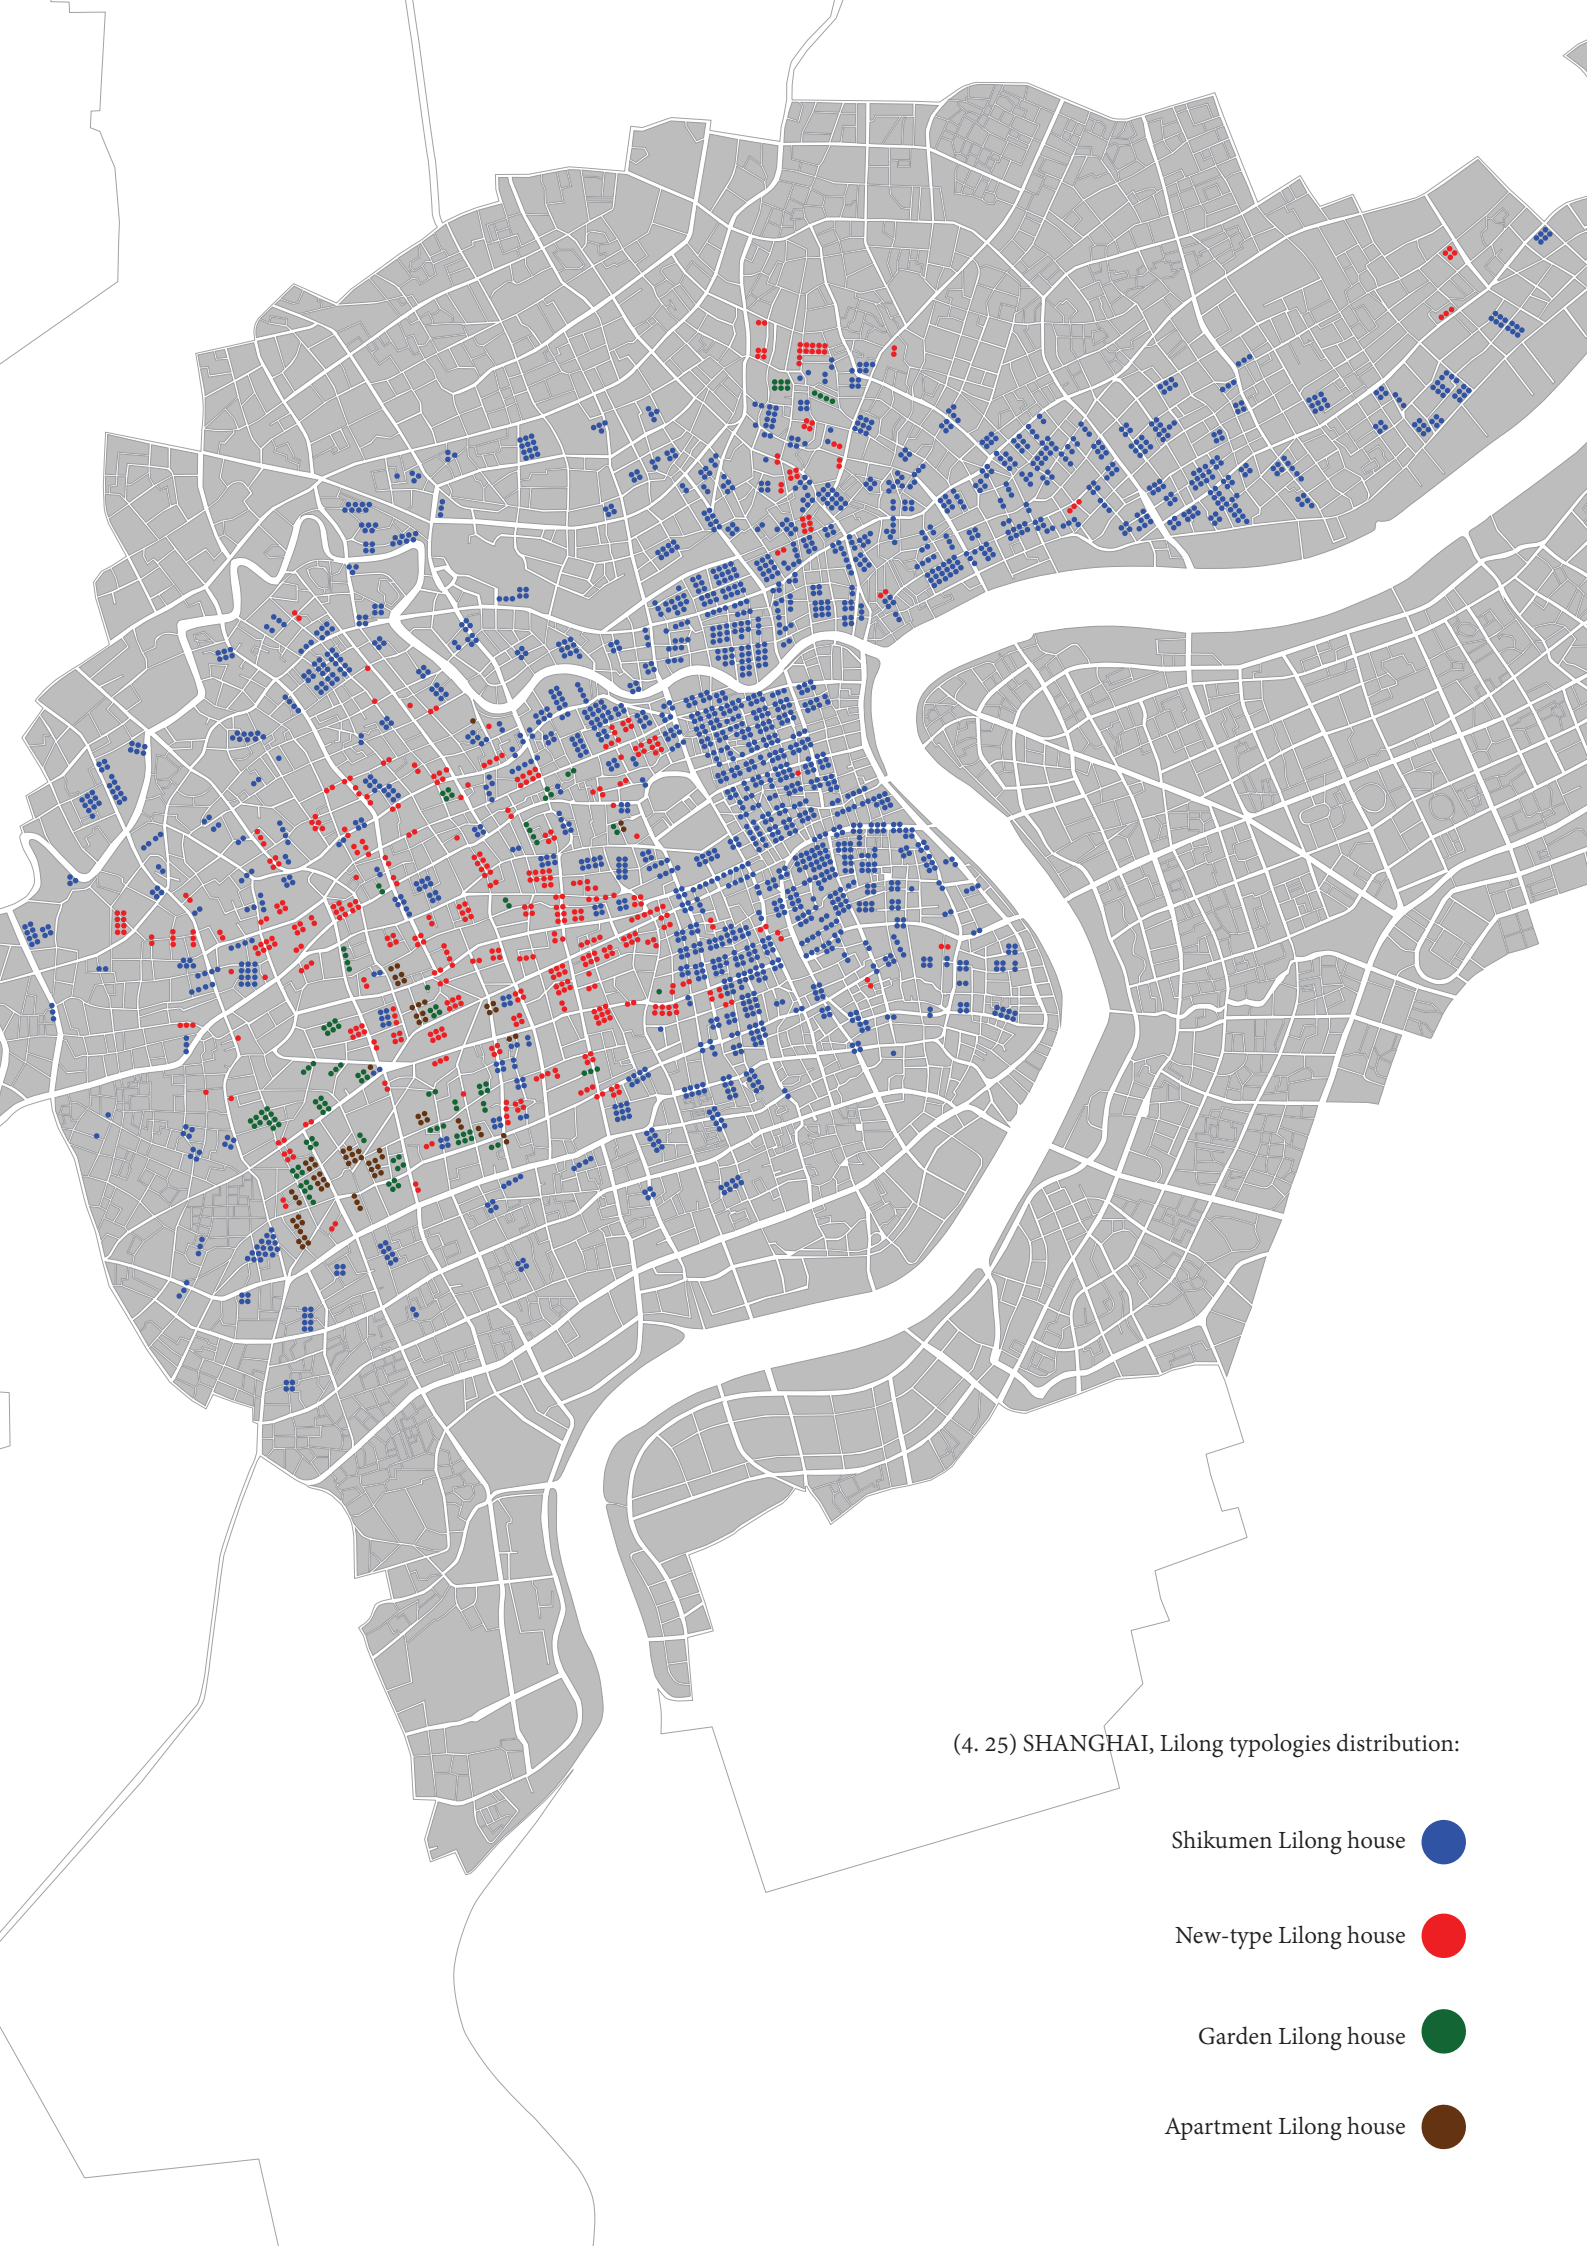 (4. 25) SHANGHAI, Lilong typologies distribution:
Shikumen Lilong house
New-type Lilong house
Garden Lilong house
Apartment Lilong house